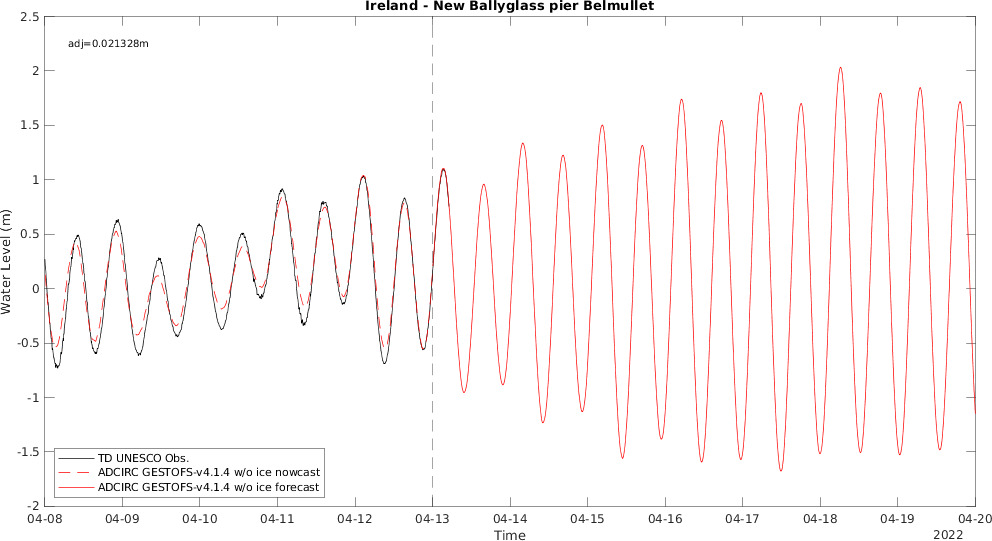 Ireland - New Ballyglass pier Belmullet
adj=0.021328m
Water Level (m)
2.5
2
1.5
1
0.5
0
-0.5
-1
-1.5
-2
TD UNESCO Obs.
ADCIRC GESTOFS-v4.1.4 w/o ice nowcast
ADCIRC GESTOFS-v4.1.4 w/o ice forecast
04-08 04-09 04-10 04-11 04-12 04-13 04-14 04-15 04-16 04-17 04-18 04-19 04-20
Time
2022